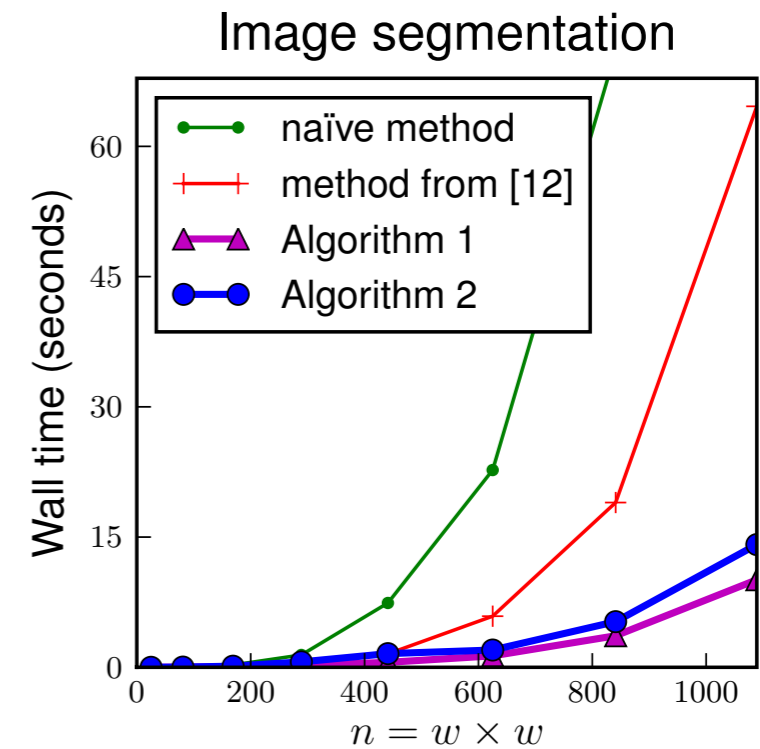 Image segmentation
naïve method
method from [12]
Algorithm 1
Algorithm 2
Wall time (seconds)
60
45
30
15
0
0 200 400 600 800 1000
n = w × w